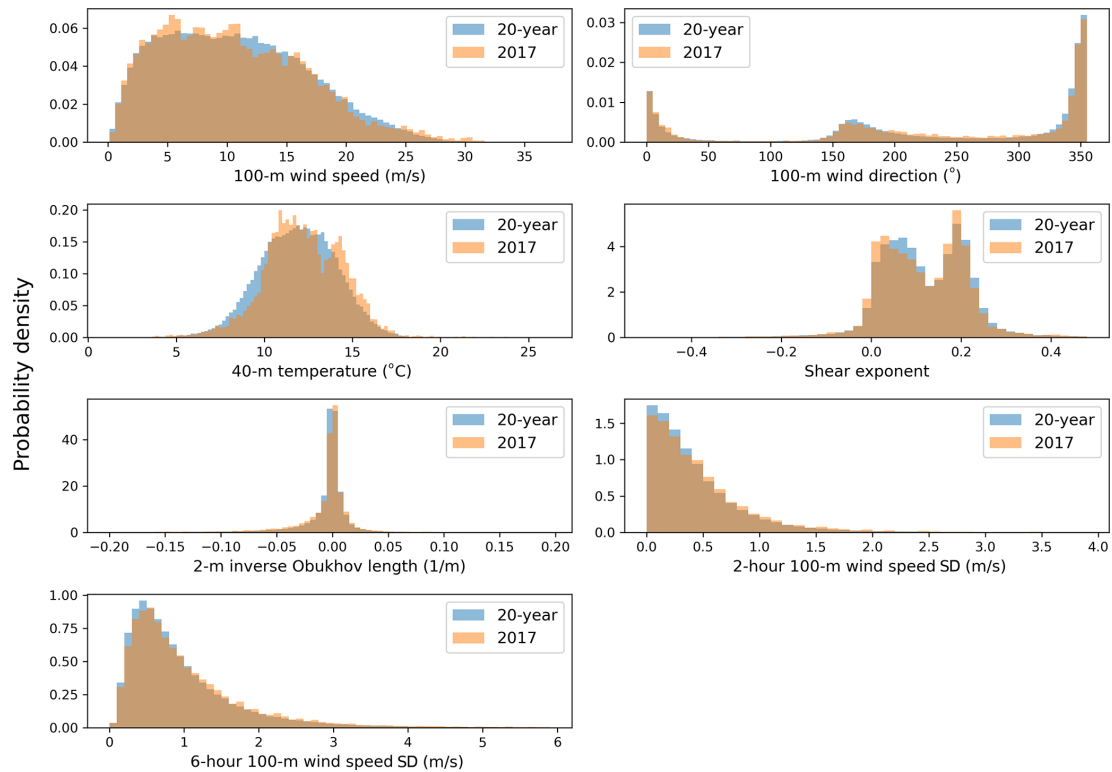 Probability density
0.06
0.04
0.02
0.00
0 5 10 15 20 25 30 35
100-m wind speed (m/s)
20-year
2017
0.03
0.02
0.01
0.00
0 50 100 150 200 250 300 350
100-m wind direction (°)
20-year
2017
0.20
0.15
0.10
0.05
0.00
0 5 10 15 20 25
40-m temperature (°C)
20-year
2017
4
2
0
−0.4 −0.2 0.0 0.2 0.4
Shear exponent
20-year
2017
40
20
0
−0.20 −0.15 −0.10 −0.05 0.00 0.05 0.10 0.15 0.20
2-m inverse Obukhov length (1/m)
20-year
2017
1.5
1.0
0.5
0.0
0.0 0.5 1.0 1.5 2.0 2.5 3.0 3.5 4.0
2-hour 100-m wind speed SD (m/s)
20-year
2017
1.00
0.75
0.50
0.25
0.00
0 1 2 3 4 5 6
6-hour 100-m wind speed SD (m/s)
20-year
2017